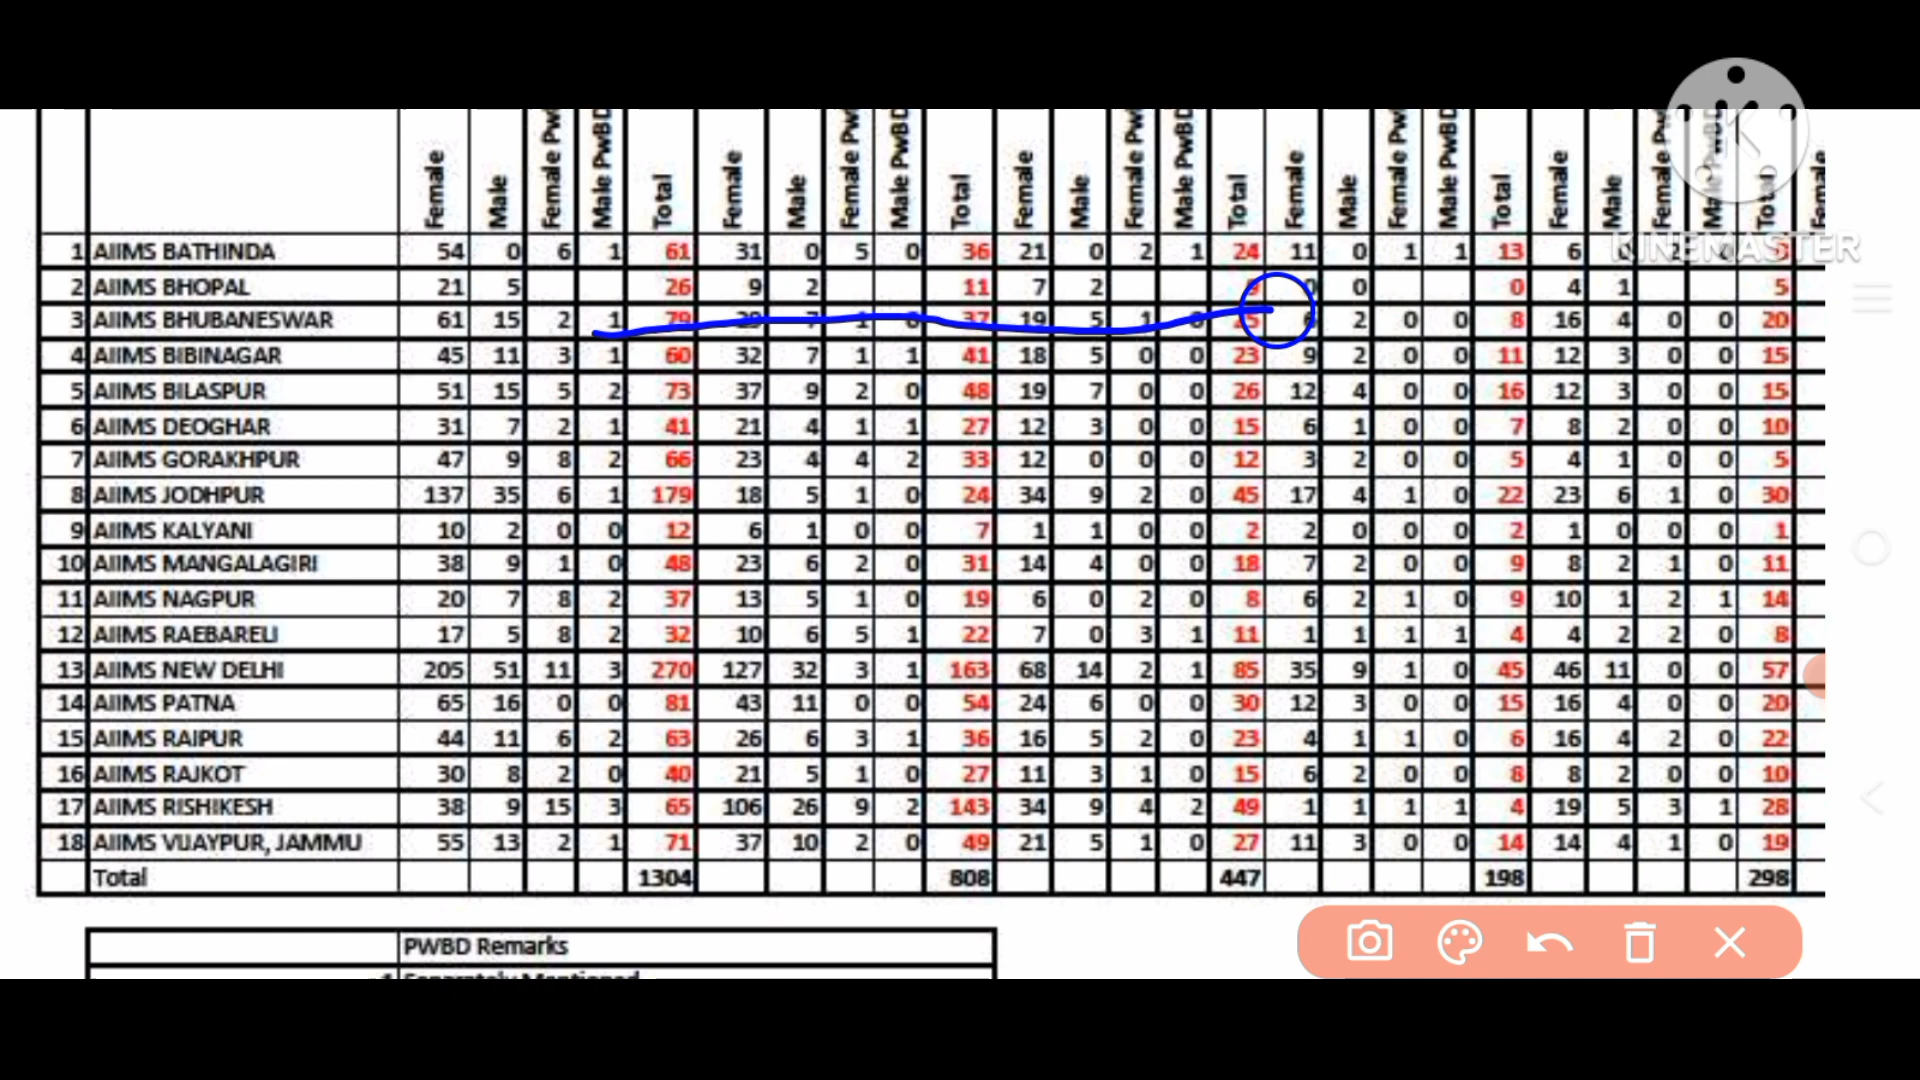 Female Male Female Pw Male PwBD Total Female Male Female Pw Male PwBD Total Female Male Female Pw Male PwBD Total Female Male Female Pw Male PwBD Total Female Male Female Pw Male PwBD Total Female
1 AIIMS BATHINDA 54 0 6 1 61 31 0 5 0 36 21 0 2 1 24 11 0 1 1 13 6
KINEMASTER
2 AIIMS BHOPAL 21 5 26 9 2 11 7 2 9 0 0 0 4 1 5
3 AIIMS BHUBANESWAR 61 15 2 1 79 29 7 1 0 37 19 5 1 0 25 6 2 0 0 8 16 4 0 0 20
4 AIIMS BIBINAGAR 45 11 3 1 60 32 7 1 1 41 18 5 0 0 23 9 2 0 0 11 12 3 0 0 15
5 AIIMS BILASPUR 51 15 5 2 73 37 9 2 0 48 19 7 0 0 26 12 4 0 0 16 12 3 0 0 15
6 AIIMS DEOGHAR 31 7 2 1 41 21 4 1 1 27 12 3 0 0 15 6 1 0 0 7 8 2 0 0 10
7 AIIMS GORAKHPUR 47 9 8 2 66 23 4 4 2 33 12 0 0 0 12 3 2 0 0 5 4 1 0 0 5
8 AIIMS JODHPUR 137 35 6 1 179 18 5 1 0 24 34 9 2 0 45 17 4 1 0 22 23 6 1 0 30
9 AIIMS KALYANI 10 2 0 0 12 6 1 0 0 7 1 1 0 0 2 2 0 0 0 2 1 0 0 0 1
10 AIIMS MANGALAGIRI 38 9 1 0 48 23 6 2 0 31 14 4 0 0 18 7 2 0 0 9 8 2 1 0 11
11 AIIMS NAGPUR 20 7 8 2 37 13 5 1 0 19 6 0 2 0 8 6 2 1 0 9 10 1 2 1 14
12 AIIMS RAEBARELI 17 5 8 2 32 10 6 5 1 22 7 0 3 1 11 1 1 1 1 4 4 2 2 0 8
13 AIIMS NEW DELHI 205 51 11 3 270 127 32 3 1 163 68 14 2 1 85 35 9 1 0 45 46 11 0 0 57
14 AIIMS PATNA 65 16 0 0 81 43 11 0 0 54 24 6 0 0 30 12 3 0 0 15 16 4 0 0 20
15 AIIMS RAIPUR 44 11 6 2 63 26 6 3 1 36 16 5 2 0 23 4 1 1 0 6 16 4 2 0 22
16 AIIMS RAJKOT 30 8 2 0 40 21 5 1 0 27 11 3 1 0 15 6 2 0 0 8 8 2 0 0 10
17 AIIMS RISHIKESH 38 9 15 3 65 106 26 9 2 143 34 9 4 2 49 1 1 1 1 4 19 5 3 1 28
18 AIIMS VIJAYPUR, JAMMU 55 13 2 1 71 37 10 2 0 49 21 5 1 0 27 11 3 0 0 14 14 4 1 0 19
Total 1304 808 447 198 298
PWBD Remarks
1 Separately Mentioned